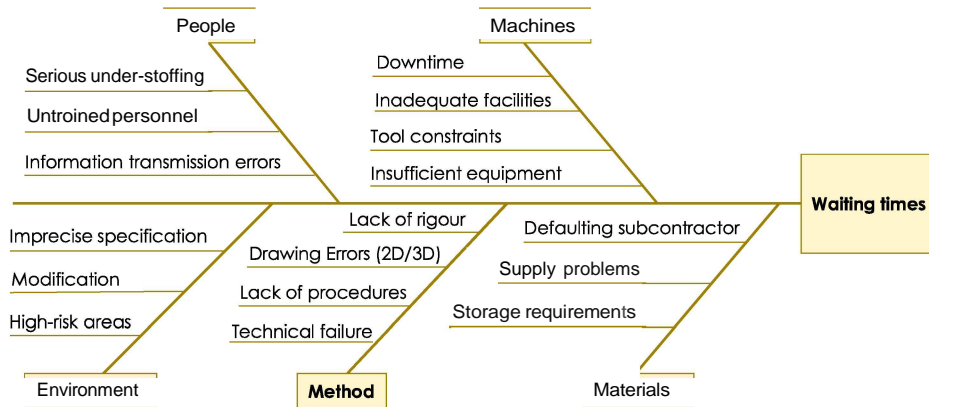 People
Machines
Serious under-stoffing
Untroined personnel
Information transmission errors
Downtime
Inadequate facilities
Tool constraints
Insufficient equipment
Waiting times
Imprecise specification
Modification
High-risk areas
Lack of rigour
Drawing Errors (2D/3D)
Lack of procedures
Technical failure
Defaulting subcontractor
Supply problems
Storage requirements
Environment
Method
Materials